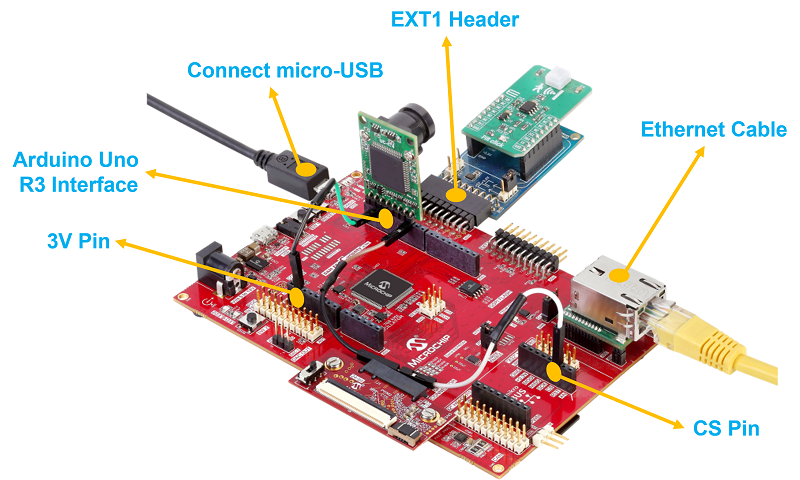 EXT1 Header
Connect micro-USB
Ethernet Cable
Arduino Uno
R3 Interface
3V Pin
MICROCHIP
MICROCHIP
CS Pin